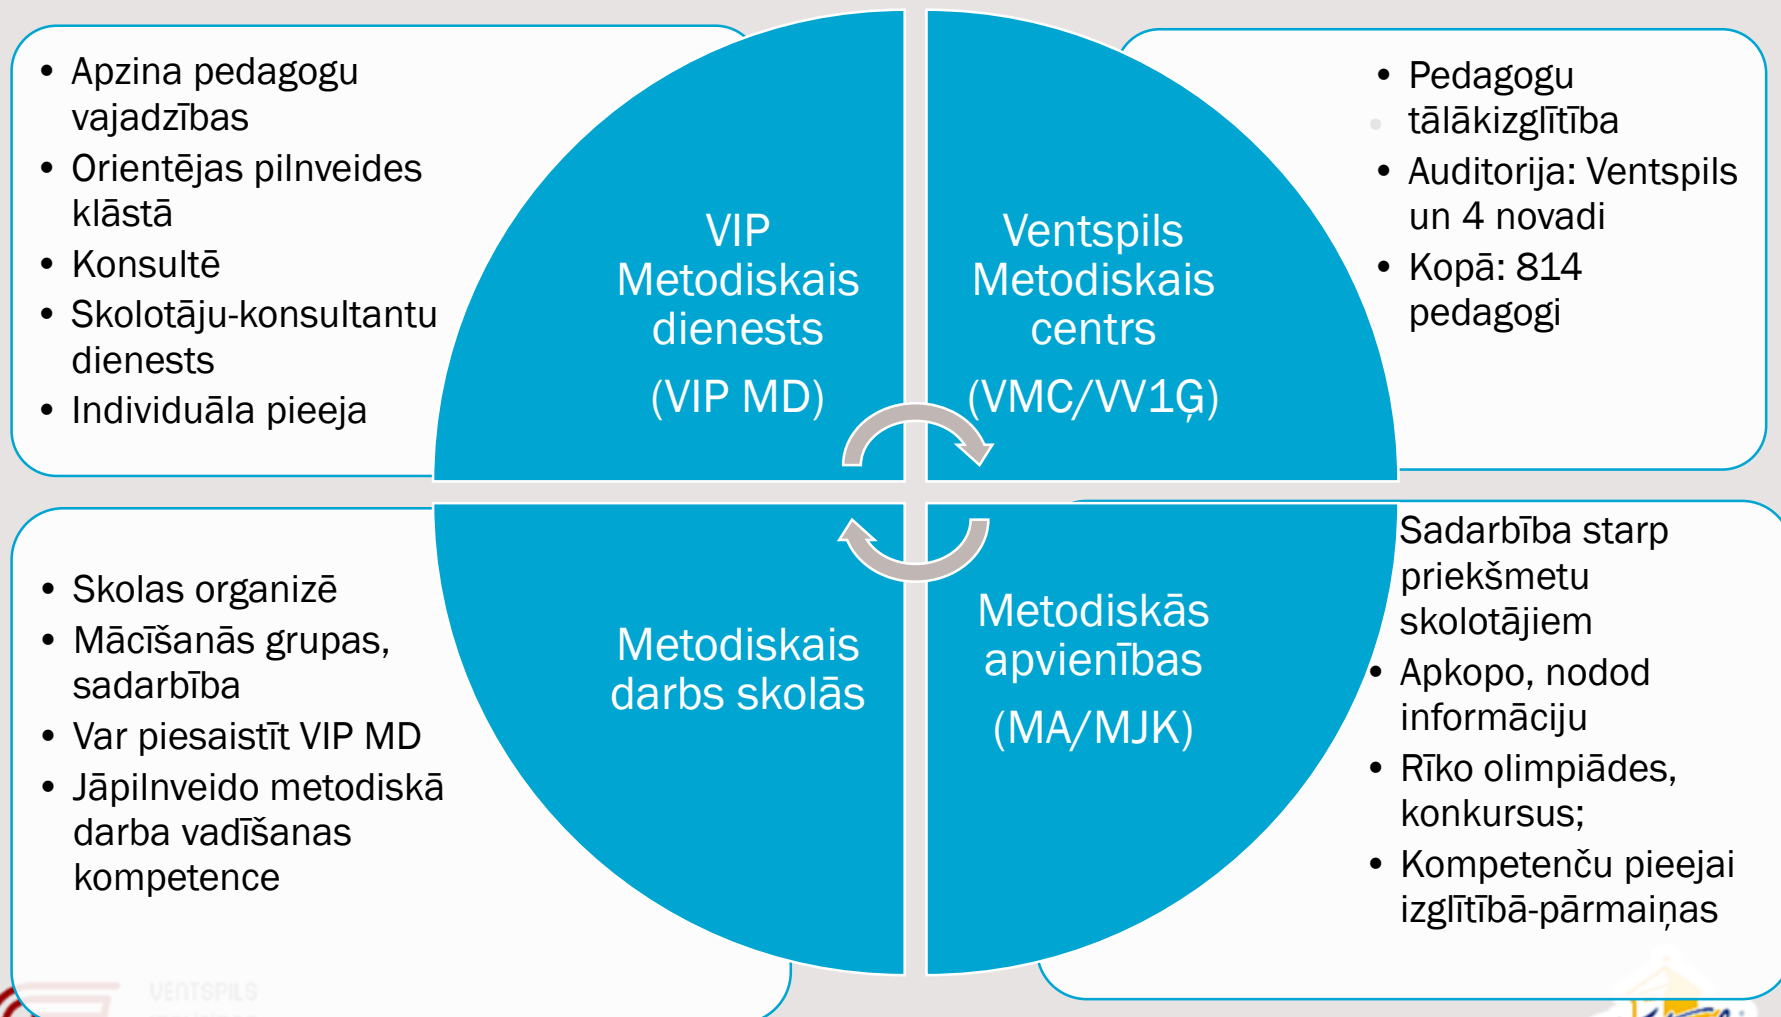 • Apzina pedagogu
vajadzības
• Orientējas pilnveides
klāstā
• Konsultē
• Skolotāju-konsultantu
dienests
• Individuāla pieeja
VIP
Metodiskais
dienests
(VIP MD)
Ventspils
Metodiskais
centrs
(VMC/VV1Ģ)
• Pedagogu
• tālākizglītība
• Auditorija: Ventspils
un 4 novadi
• Kopā: 814
pedagogi
• Skolas organizē
• Mācīšanās grupas,
sadarbība
• Var piesaistīt VIP MD
• Jāpilnveido metodiskā
darba vadīšanas
kompetence
Metodiskais
darbs skolās
Metodiskās
apvienības
(MA/MJK)
Sadarbība starp
priekšmetu
skolotājiem
• Apkopo, nodod
informāciju
• Rīko olimpiādes,
konkursus;
• Kompetenču pieejai
izglītībā-pārmaiņas
VENTSPILS